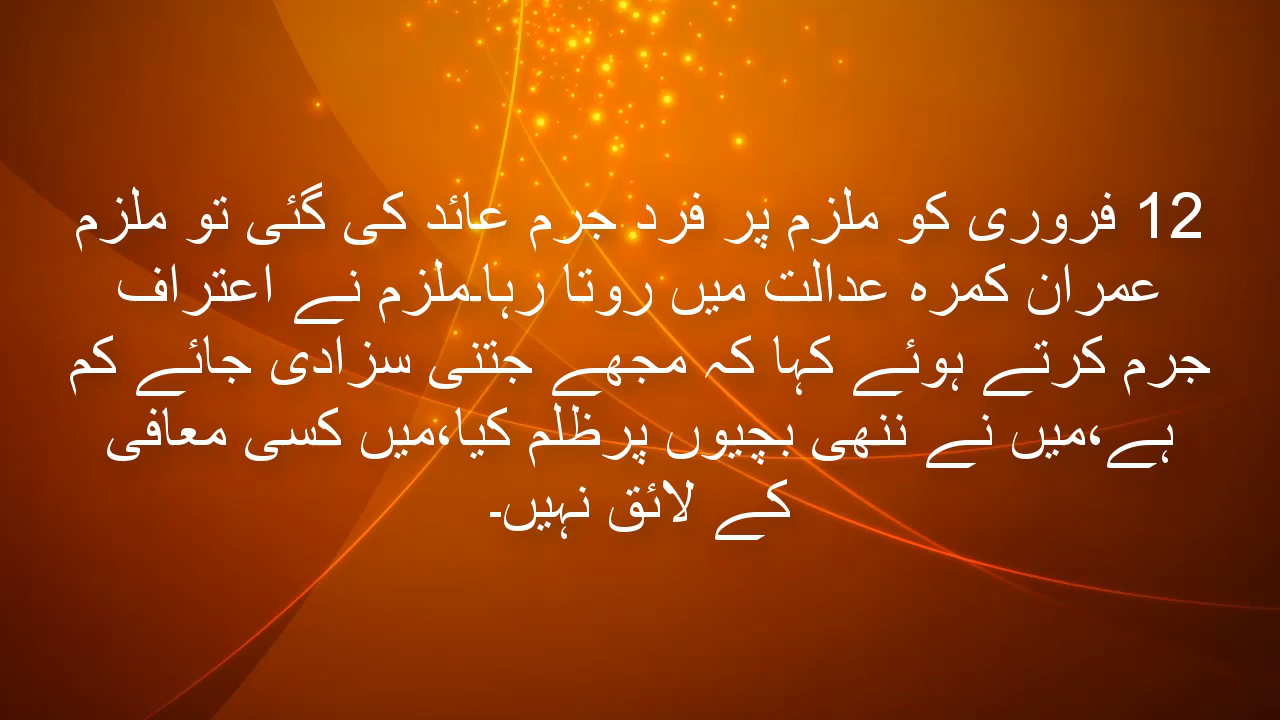 12 فروری کو ملزم پر فرد جرم عائد کی گئی تو ملزم
عمران کمرہ عدالت میں روتا رہا۔ملزم نے اعتراف
جرم کرتے ہوئے کہا کہ مجھے جتنی سزادی جائے کم
ہے،میں نے ننھی بچیوں پرظلم کیا،میں کسی معافی
کے لائق نہیں۔